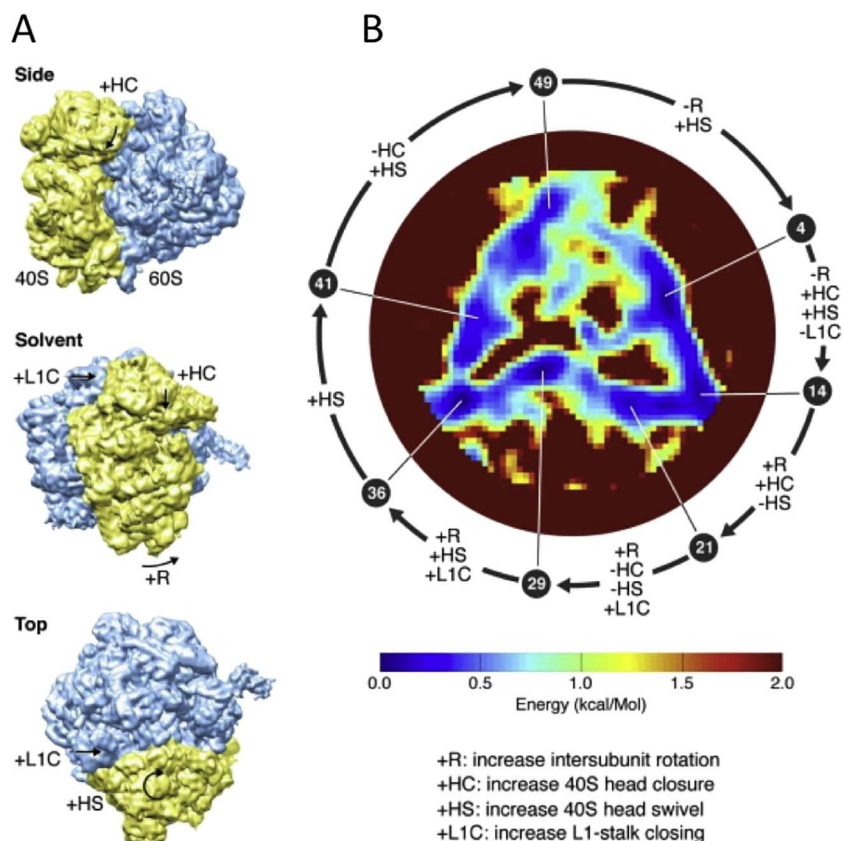 A
B
Side
+HC
40S
60S
Solvent
+L1C
+HC
+R
Top
+L1C
+HS
49
-R
+HS
4
-R
+HC
+HS
-L1C
14
+R
+HC
-HS
21
+R
-HC
-HS
+L1C
29
+R
+HS
+L1C
36
+HS
41
-HC
+HS
0.0
0.5
1.0
1.5
2.0
Energy (kcal/Mol)
+R: increase intersubunit rotation
+HC: increase 40S head closure
+HS: increase 40S head swivel
+L1C: increase L1-stalk closing